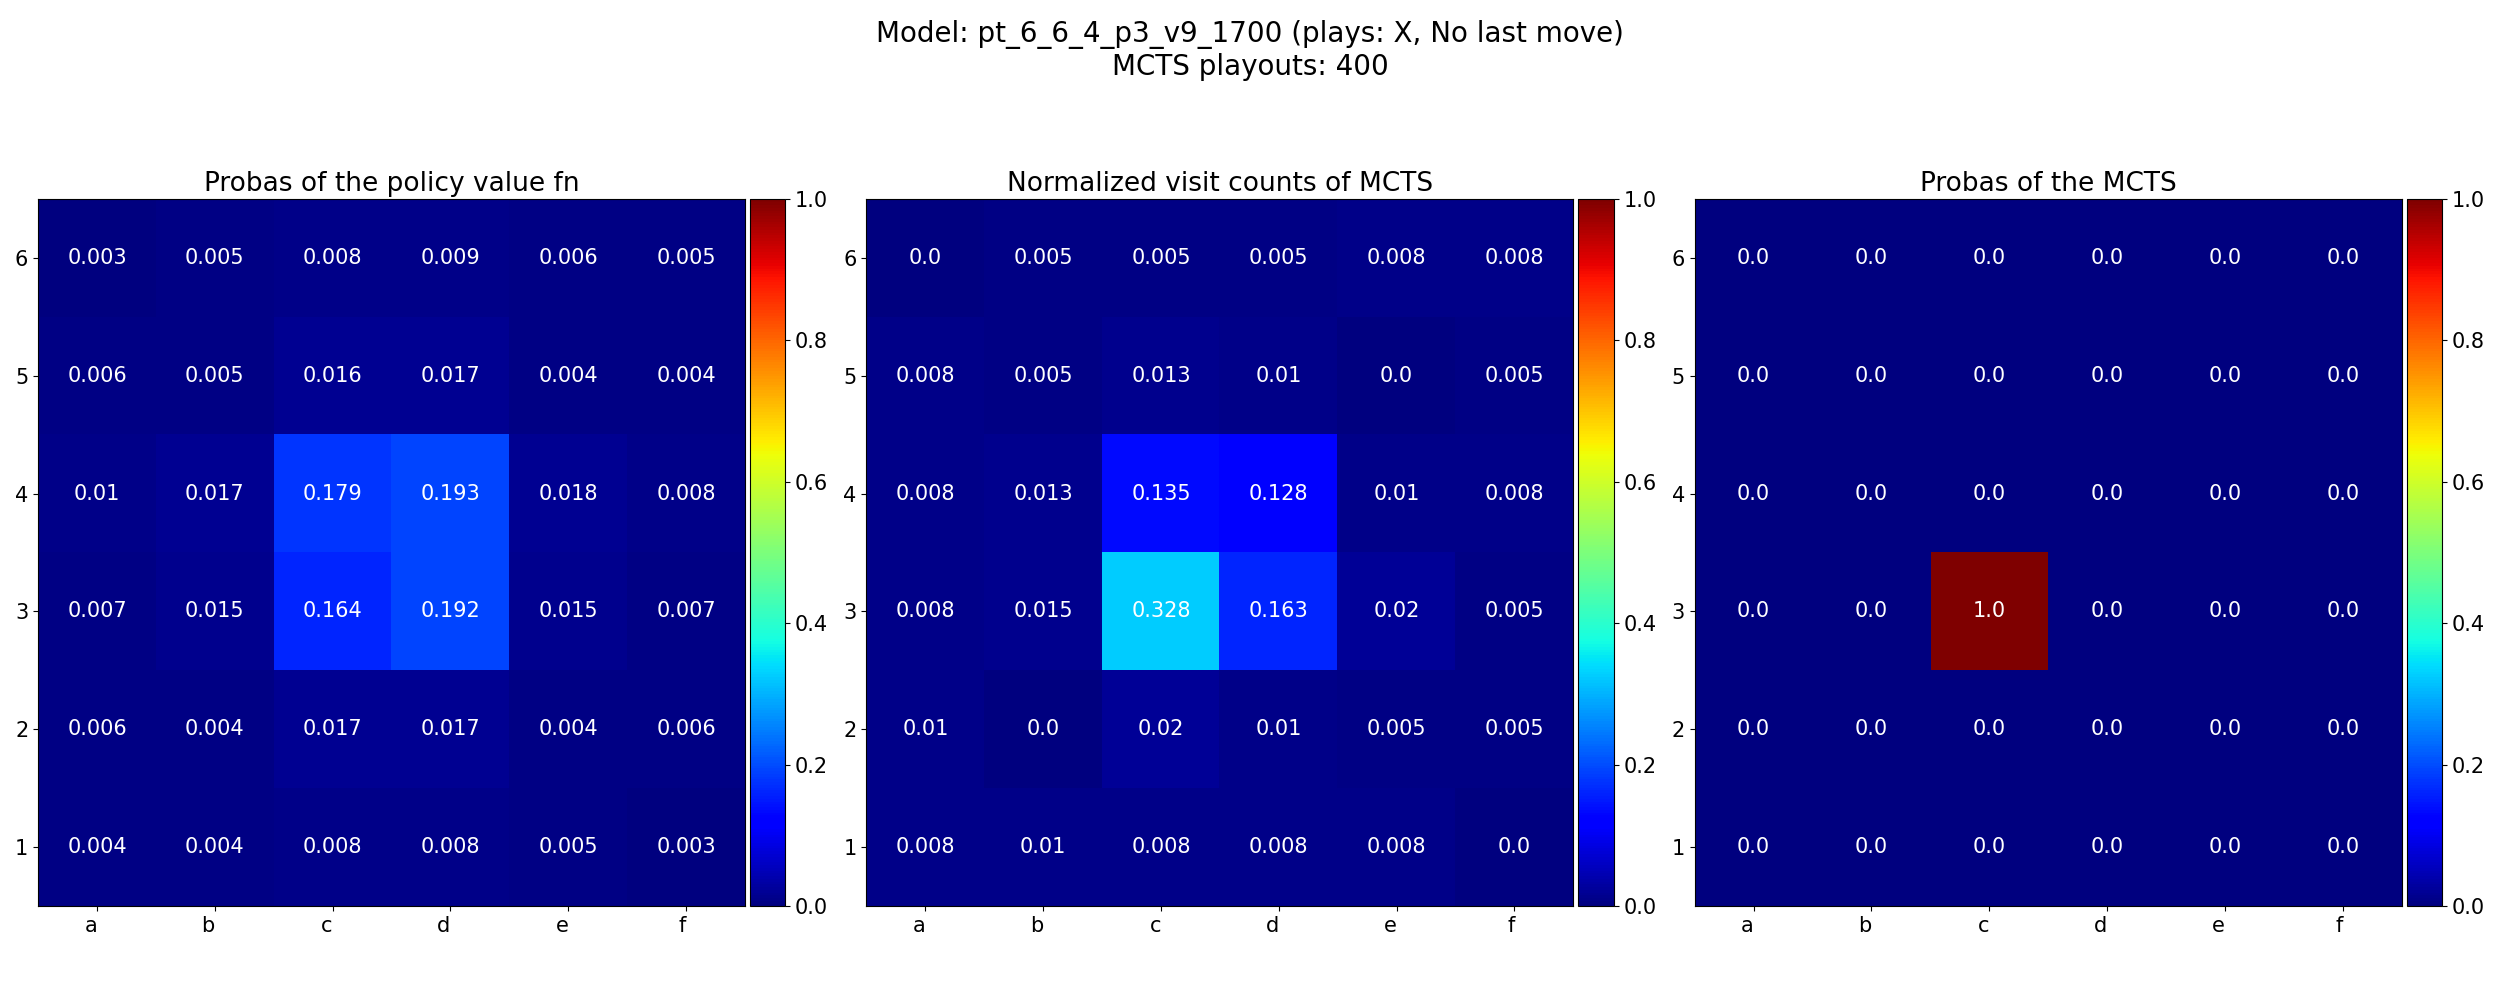 Model: pt_6_6_4_p3_v9_1700 (plays: X, No last move)
MCTS playouts: 400
Probas of the policy value fn
6 0.003 0.005 0.008 0.009 0.006 0.005
5 0.006 0.005 0.016 0.017 0.004 0.004
4 0.01 0.017 0.179 0.193 0.018 0.008
3 0.007 0.015 0.164 0.192 0.015 0.007
2 0.006 0.004 0.017 0.017 0.004 0.006
1 0.004 0.004 0.008 0.008 0.005 0.003
a b c d e f
1.0
0.8
0.6
0.4
0.2
0.0
Normalized visit counts of MCTS
6 0.0 0.005 0.005 0.005 0.008 0.008
5 0.008 0.005 0.013 0.01 0.0 0.005
4 0.008 0.013 0.135 0.128 0.01 0.008
3 0.008 0.015 0.328 0.163 0.02 0.005
2 0.01 0.0 0.02 0.01 0.005 0.005
1 0.008 0.01 0.008 0.008 0.008 0.0
a b c d e f
1.0
0.8
0.6
0.4
0.2
0.0
Probas of the MCTS
6 0.0 0.0 0.0 0.0 0.0 0.0
5 0.0 0.0 0.0 0.0 0.0 0.0
4 0.0 0.0 0.0 0.0 0.0 0.0
3 0.0 0.0 1.0 0.0 0.0 0.0
2 0.0 0.0 0.0 0.0 0.0 0.0
1 0.0 0.0 0.0 0.0 0.0 0.0
a b c d e f
1.0
0.8
0.6
0.4
0.2
0.0